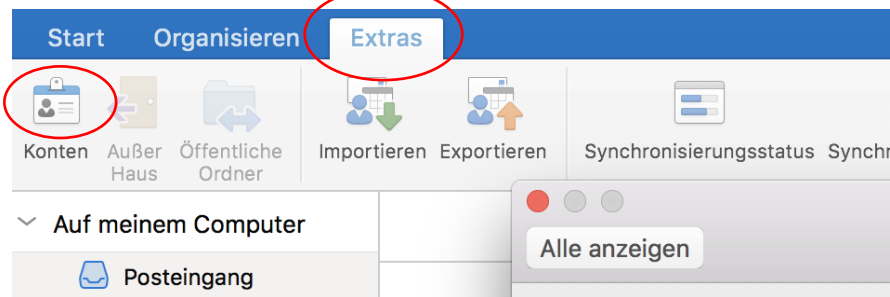 Start Organisieren Extras
Konten Außer Haus Öffentliche Ordner Importieren Exportieren Synchronisierungsstatus
Auf meinem Computer
Alle anzeigen
Posteingang